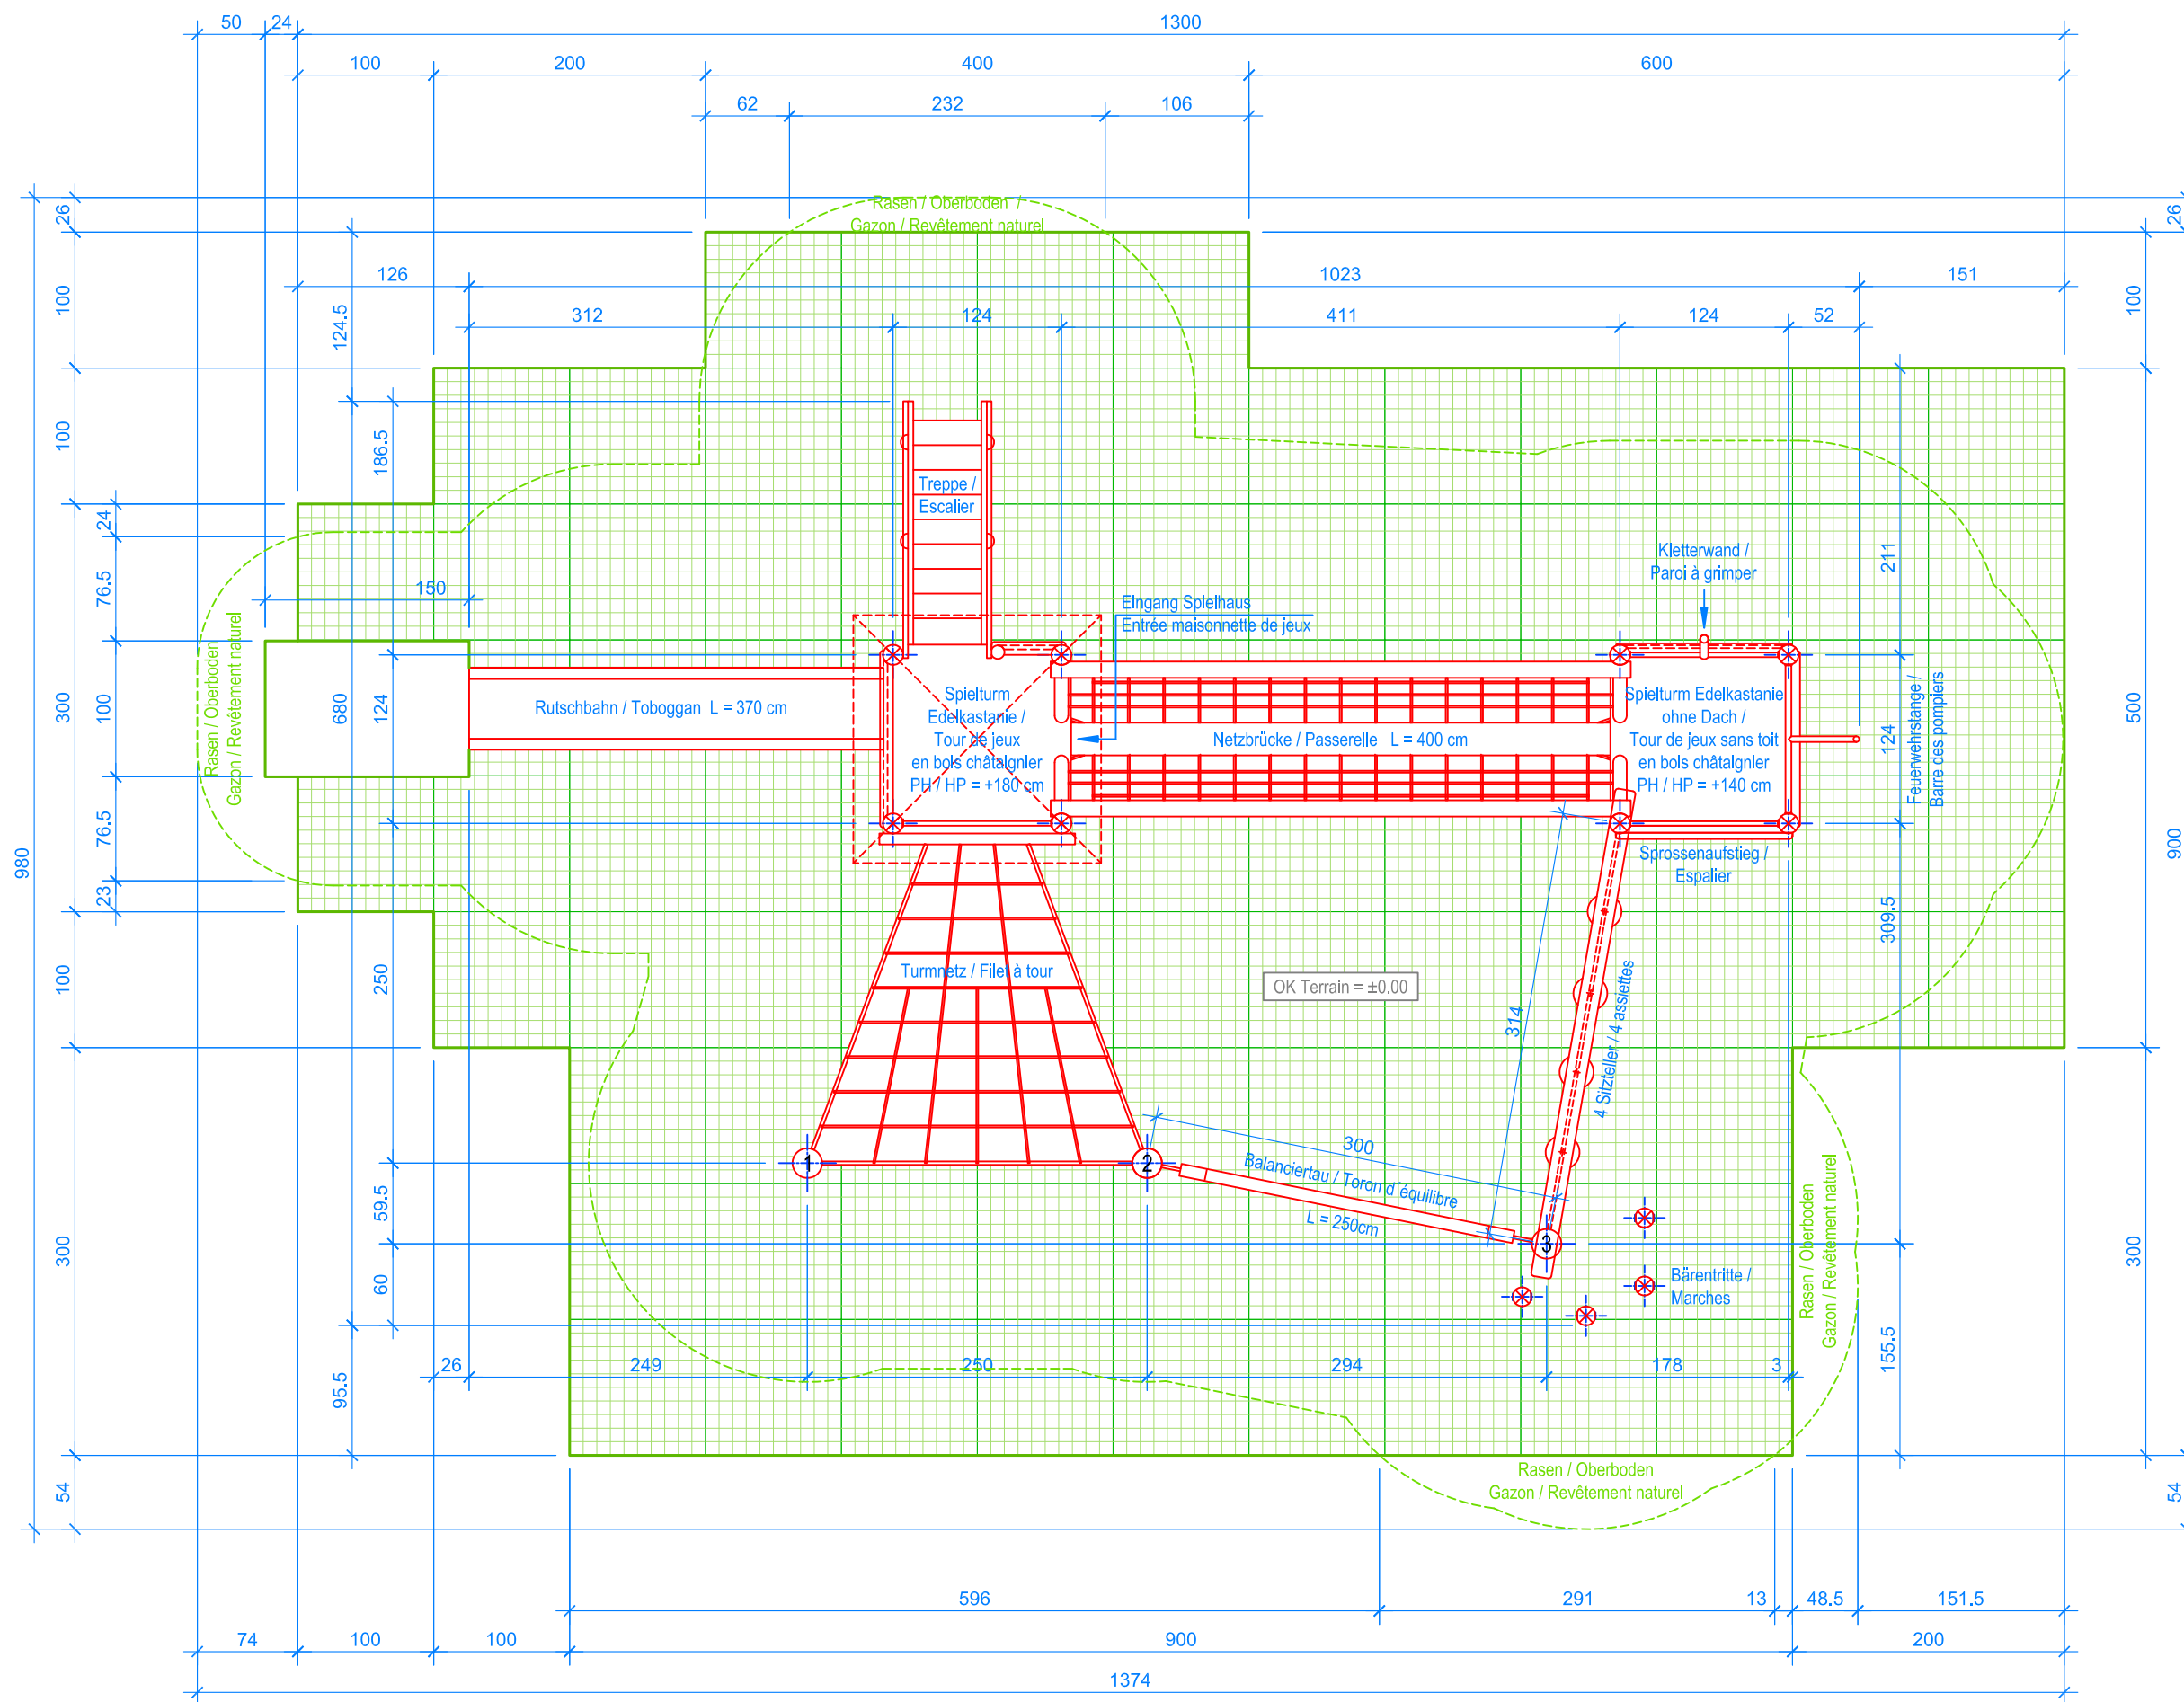 50
24
1300
100
200
400
600
62
232
106
26
26
Rasen / Oberboden /
Gazon / Revêtement naturel
126
1023
151
100
124.5
100
312
124
411
124
52
100
186.5
Treppe /
Escalier
24
211
Kletterwand /
Paroi à grimper
76.5
150
Eingang Spielhaus
Entrée maisonnette de jeux
Rasen / Oberboden
Gazon / Revêtement naturel
300
100
680
124
Rutschbahn / Toboggan L = 370 cm
Spielturm
Edelkastanie /
Tour de jeux
en bois châtaignier
PH / HP = +180 cm
Netzbrücke / Passerelle L = 400 cm
Spielturm Edelkastanie
ohne Dach /
Tour de jeux sans toit
en bois châtaignier
PH / HP = +140 cm
124
Feuerwehrstange /
Barre des pompiers
500
980
76.5
23
900
Sprossenaufstieg /
Espalier
309.5
100
250
Turmnetz / Filet à tour
OK Terrain = ±0,00
314
4 Sitzteller / 4 assiettes
1
2
300
Balanciertau / Toron d´équilibre
L = 250cm
3
59.5
300
60
Bärentritte /
Marches
Rasen / Oberboden
Gazon / Revêtement naturel
300
155.5
26
249
250
294
178
3
95.5
54
Rasen / Oberboden
Gazon / Revêtement naturel
54
596
291
13
48.5
151.5
74
100
100
900
200
1374